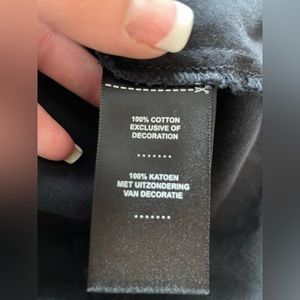 100% COTTON
EXCLUSIVE OF
DECORATION
.......
100% KATOEN
MET UITZONDERING
VAN DECORATIE
.......